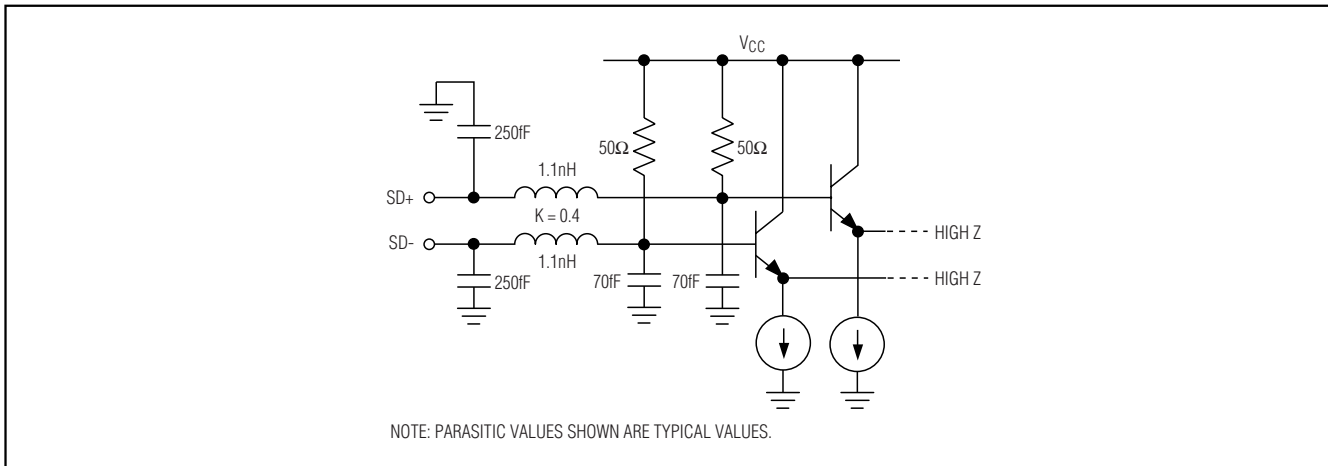 VCC
250fF
50Ω
50Ω
1.1nH
SD+
K = 0.4
HIGH Z
SD-
1.1nH
HIGH Z
250fF
70fF
70fF
NOTE: PARASITIC VALUES SHOWN ARE TYPICAL VALUES.